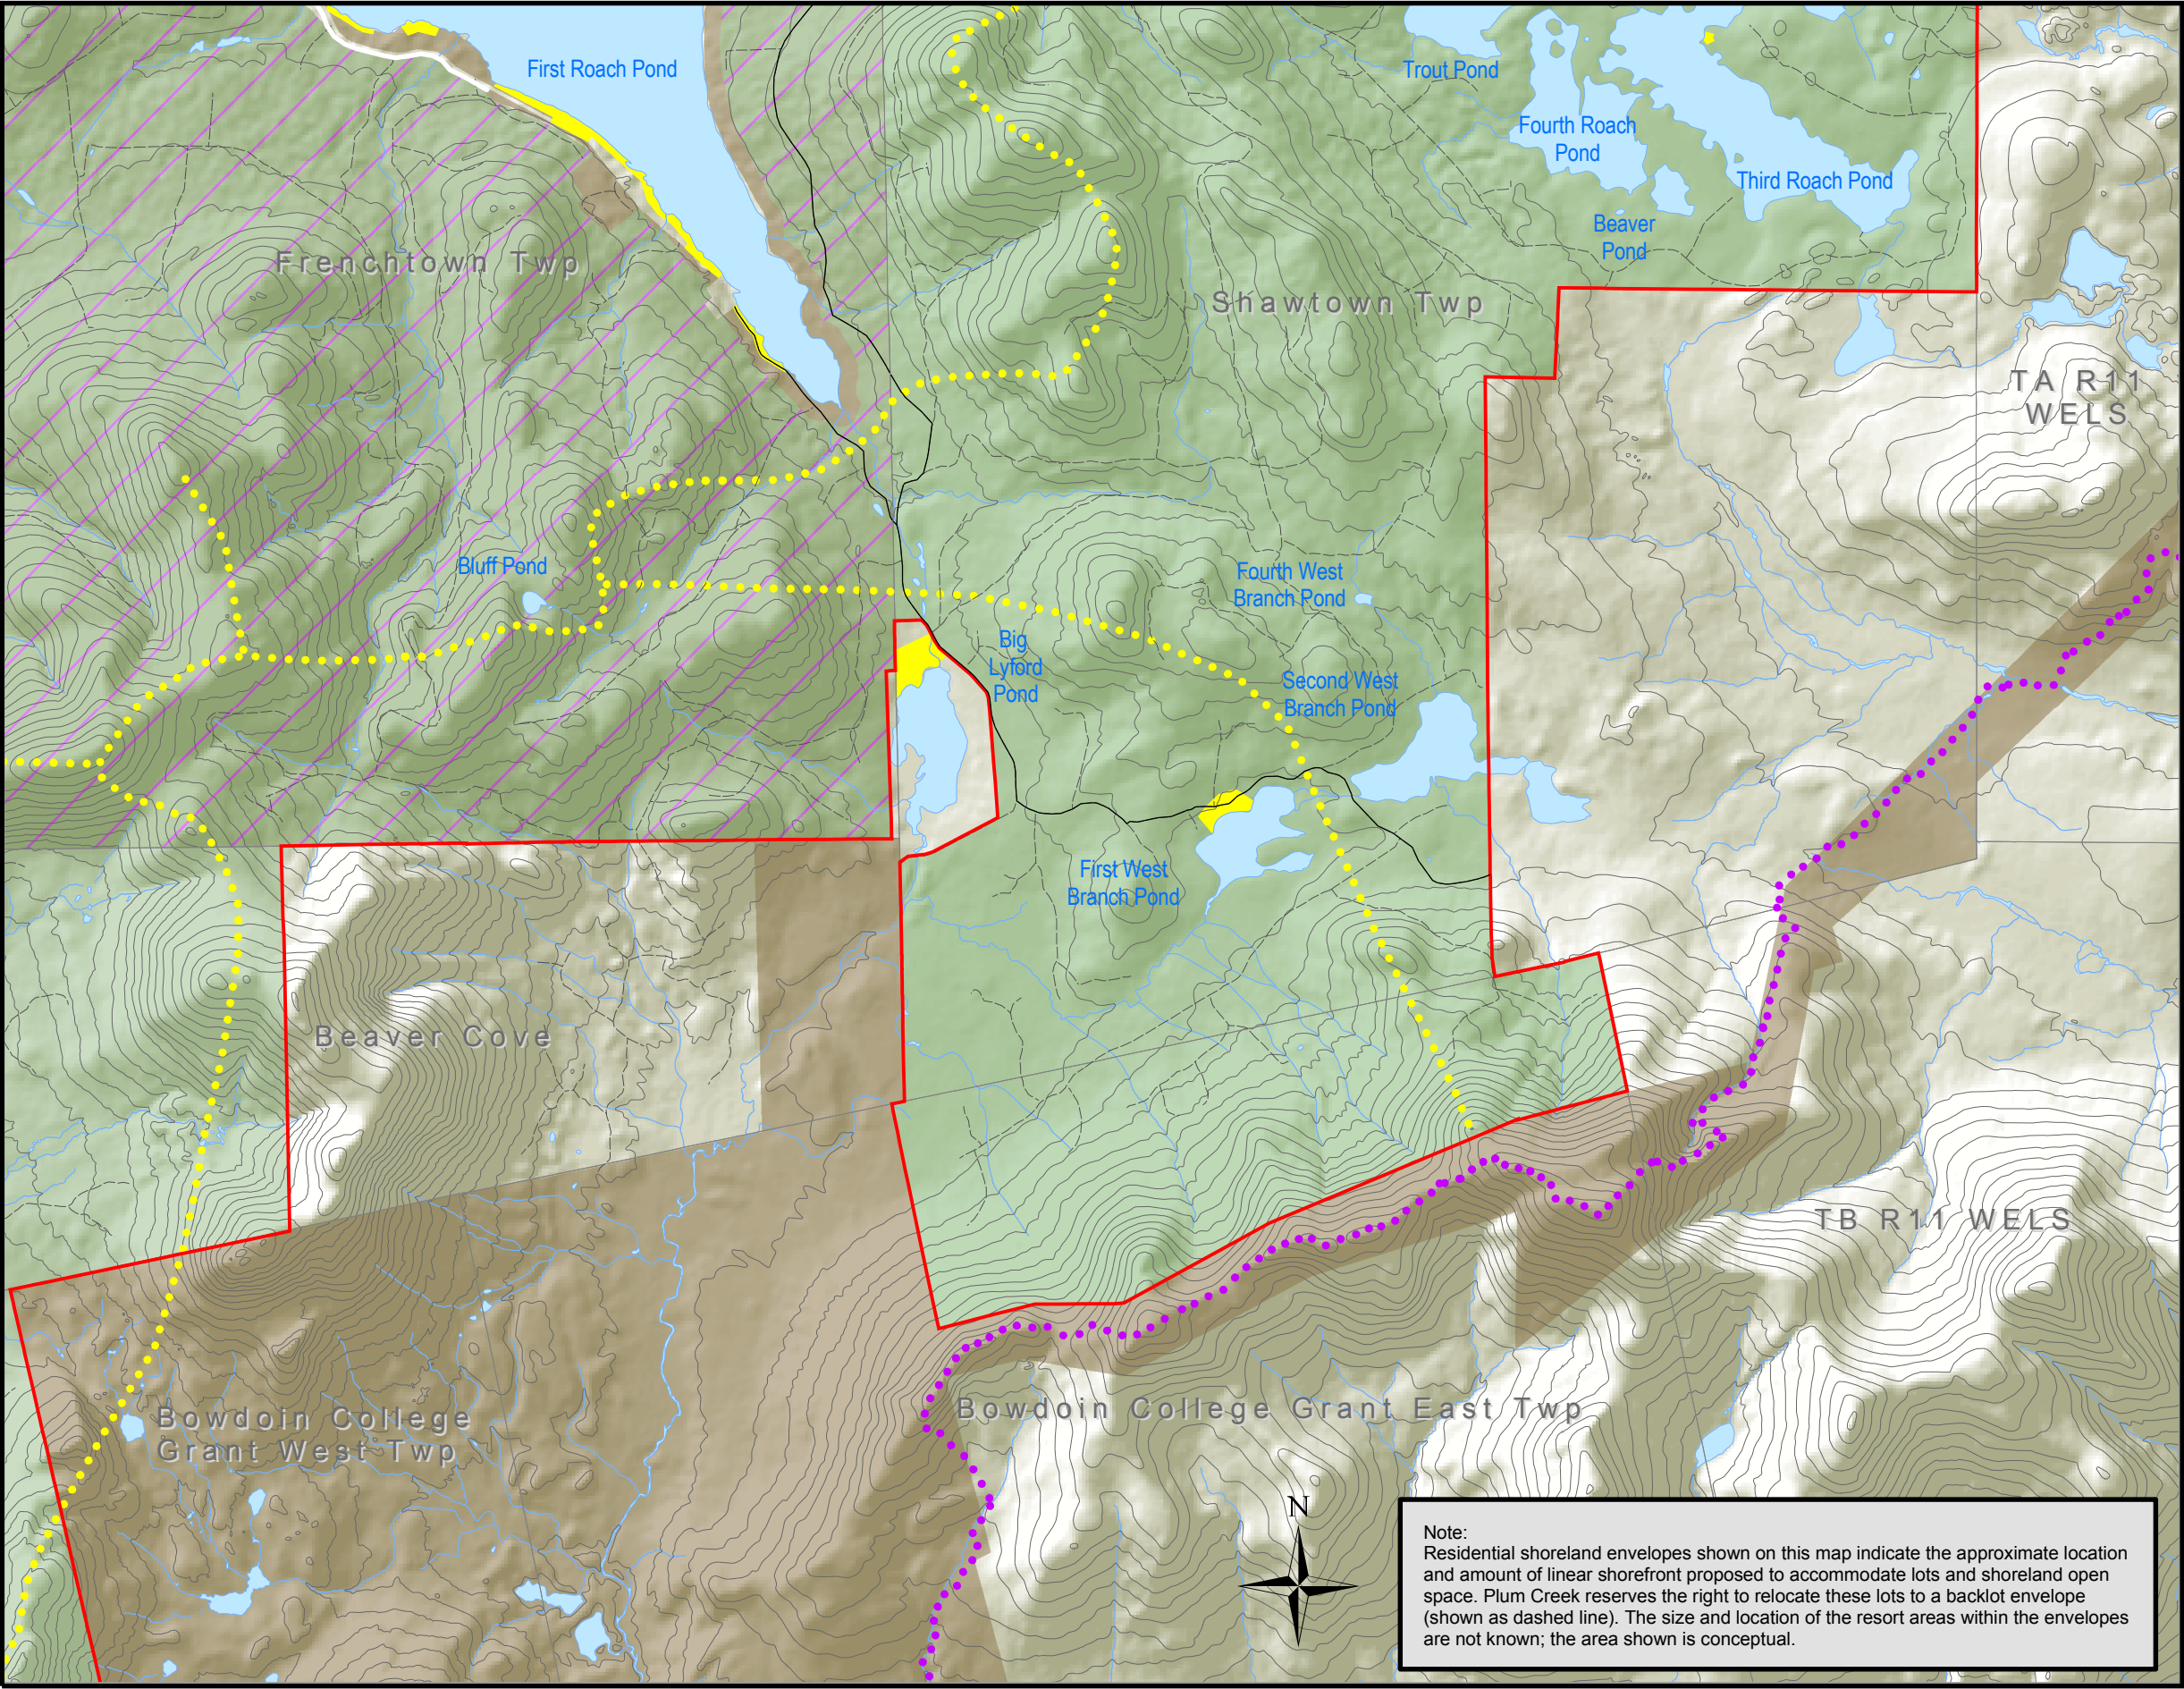 First Roach Pond
Trout Pond
Fourth Roach
Pond
Third Roach Pond
Beaver
Pond
Frenchtown Twp
Shawtown Twp
TA R11
WELS
Bluff Pond
Fourth West
Branch Pond
Big
Lyford
Pond
Second West
Branch Pond
First West
Branch Pond
Beaver Cove
TB R11 WELS
Bowdoin College
Grant West Twp
Bowdoin College Grant East Twp
N
Note:
Residential shoreland envelopes shown on this map indicate the approximate location
and amount of linear shorefront proposed to accommodate lots and shoreland open
space. Plum Creek reserves the right to relocate these lots to a backlot envelope
(shown as dashed line). The size and location of the resort areas within the envelopes
are not known; the area shown is conceptual.